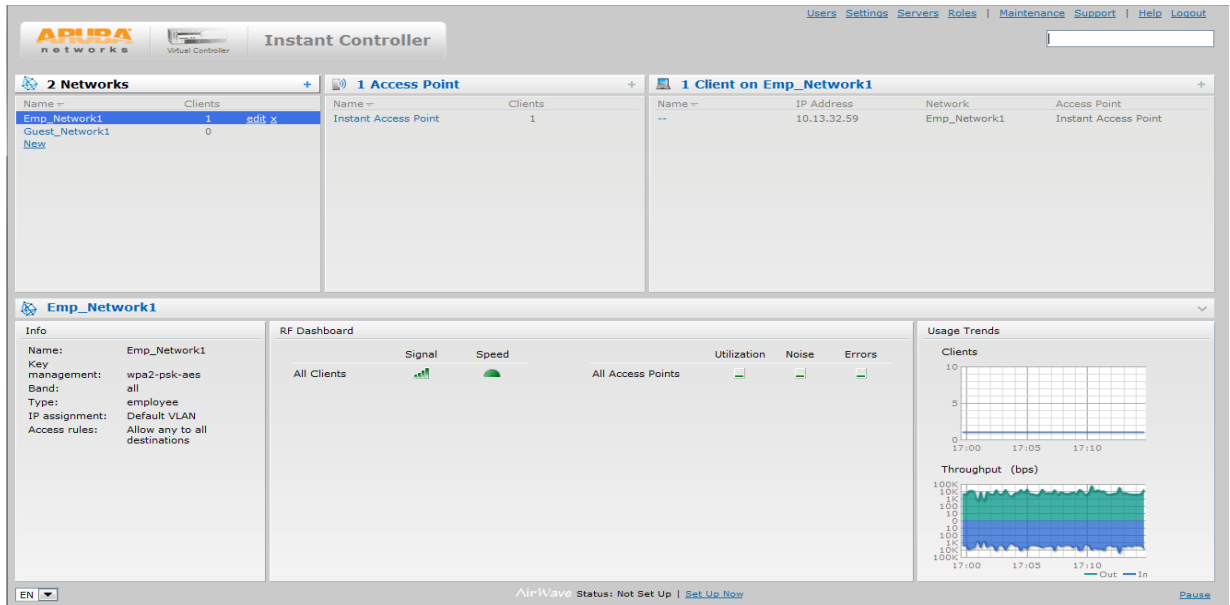 Users Settings Servers Roles | Maintenance Support | Help Logout
ARUBA
networks
Virtual Controller
Instant Controller
2 Networks +
Name Clients
Emp_Network1 1 edit x
Guest_Network1 0
New
1 Access Point +
Name Clients
Instant Access Point 1
1 Client on Emp_Network1 +
Name IP Address Network Access Point
-- 10.13.32.59 Emp_Network1 Instant Access Point
Emp_Network1
Info
Name: Emp_Network1
Key
management: wpa2-psk-aes
Band: all
Type: employee
IP assignment: Default VLAN
Access rules: Allow any to all
destinations
RF Dashboard
Signal Speed
All Clients
Utilization Noise Errors
All Access Points
Usage Trends
Clients
10
5
0
17:00 17:05 17:10
Throughput (bps)
100K
10K
1K
100
10
0
10
100
1K
10K
100K
17:00 17:05 17:10
Out In
EN
AirWave Status: Not Set Up | Set Up Now
Pause